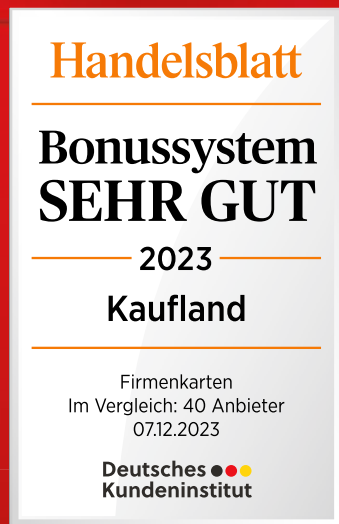 Handelsblatt
Bonussystem
SEHR GUT
2023
Kaufland
Firmenkarten
Im Vergleich: 40 Anbieter
07.12.2023
Deutsches
Kundeninstitut